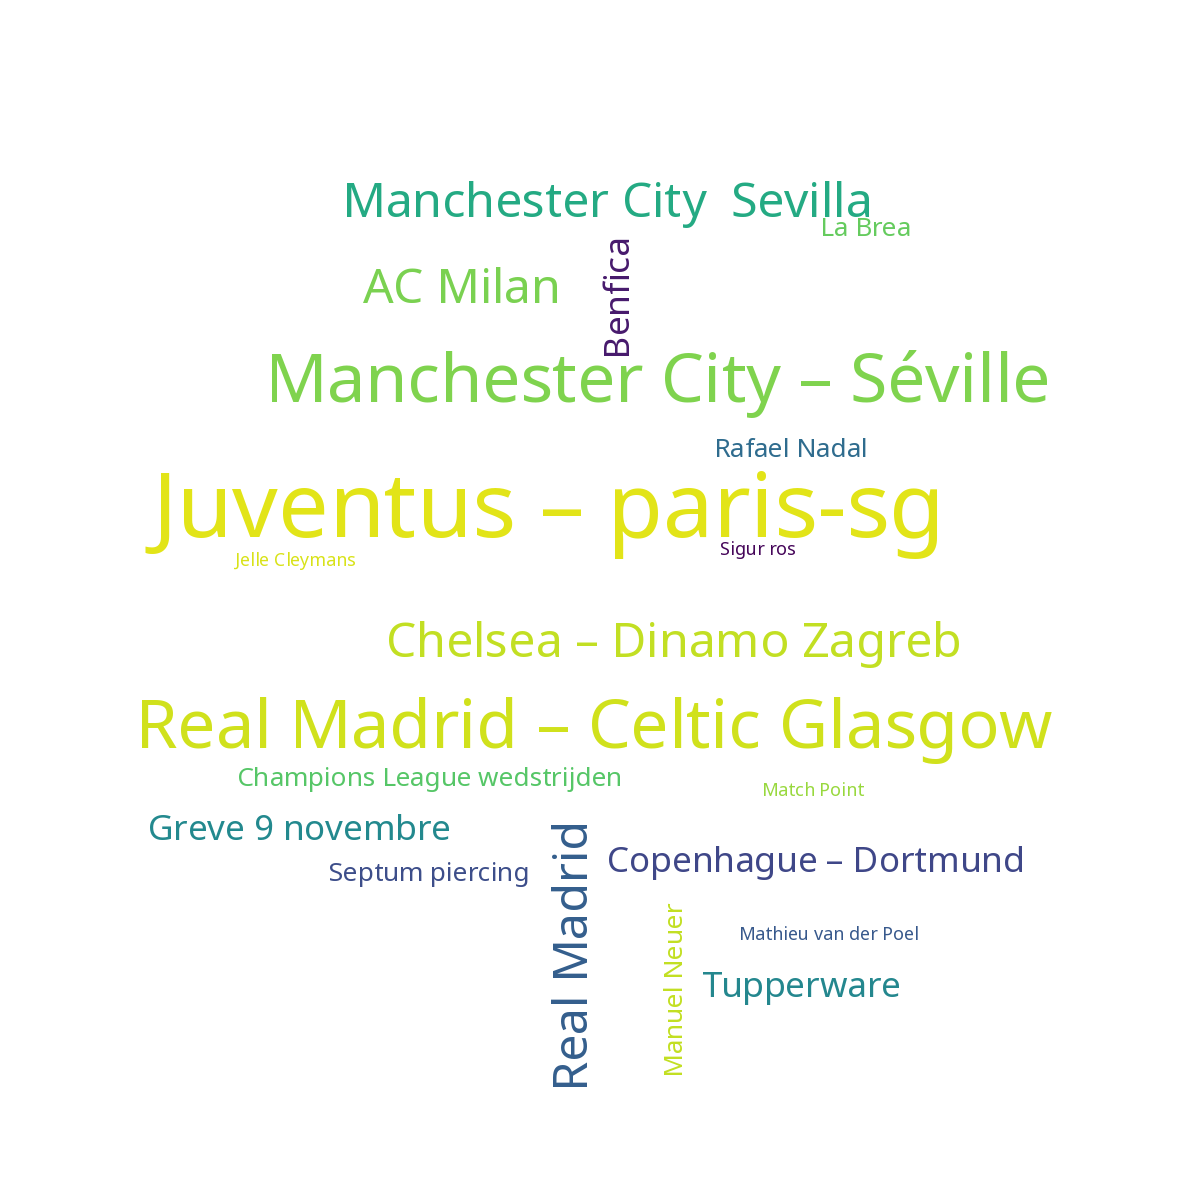 Manchester City  Sevilla
La Brea
AC Milan
Benfica
Manchester City – Séville
Rafael Nadal
Juventus – paris-sg
Sigur ros
Jelle Cleymans
Chelsea – Dinamo Zagreb
Real Madrid – Celtic Glasgow
Champions League wedstrijden
Match Point
Greve 9 novembre
Copenhague – Dortmund
Septum piercing
Real Madrid
Mathieu van der Poel
Manuel Neuer
Tupperware